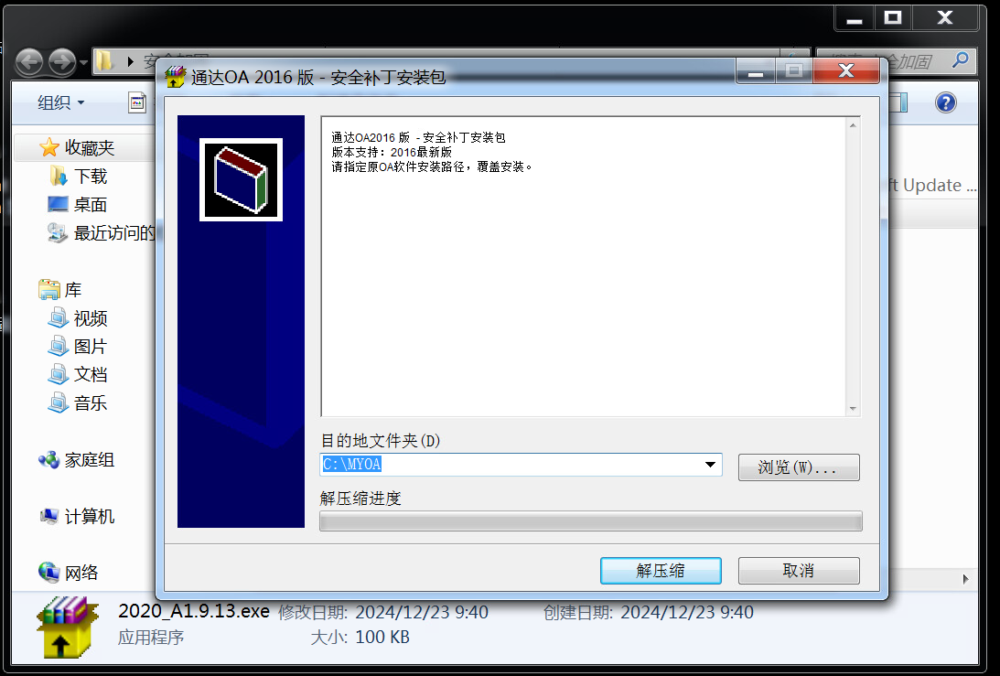 通达OA 2016 版 - 安全补丁安装包
组织
收藏夹
下载
桌面
最近访问的
库
视频
图片
文档
音乐
家庭组
计算机
网络
通达OA2016 版 - 安全补丁安装包
版本支持：2016最新版
请指定原OA软件安装路径，覆盖安装。
目的地文件夹(D)
C:\MYOA
浏览(W)...
解压缩进度
解压缩
取消
ft Update ...
2020_A1.9.13.exe 修改日期: 2024/12/23 9:40 创建日期: 2024/12/23 9:40
应用程序 大小: 100 KB